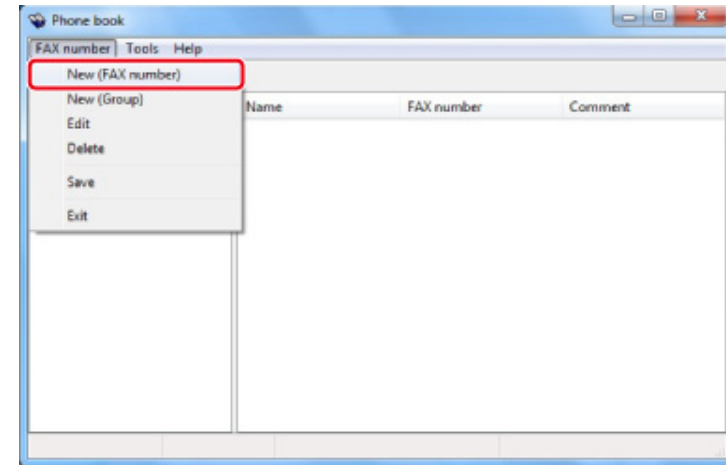 Phone book
FAX number Tools Help
New (FAX number)
New (Group)
Name FAX number Comment
Edit
Delete
Save
Exit